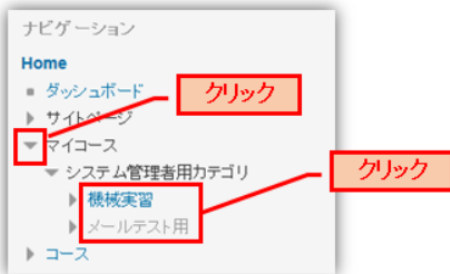 ナビゲーション
Home
ダッシュボード
クリック
サイトページ
マイコース
システム管理者用カテゴリ
クリック
機械実習
メールテスト用
コース